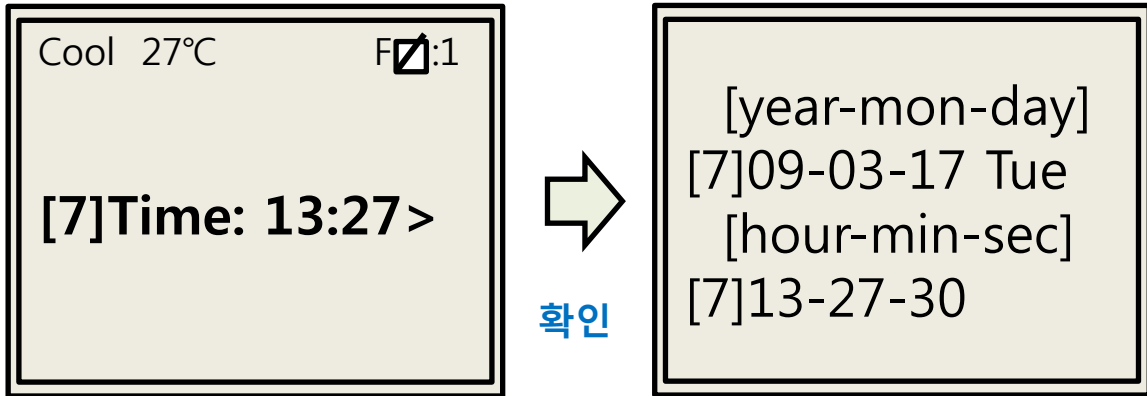 Cool 27℃ F:1
[7]Time: 13:27>
확인
[year-mon-day]
[7]09-03-17 Tue
[hour-min-sec]
[7]13-27-30